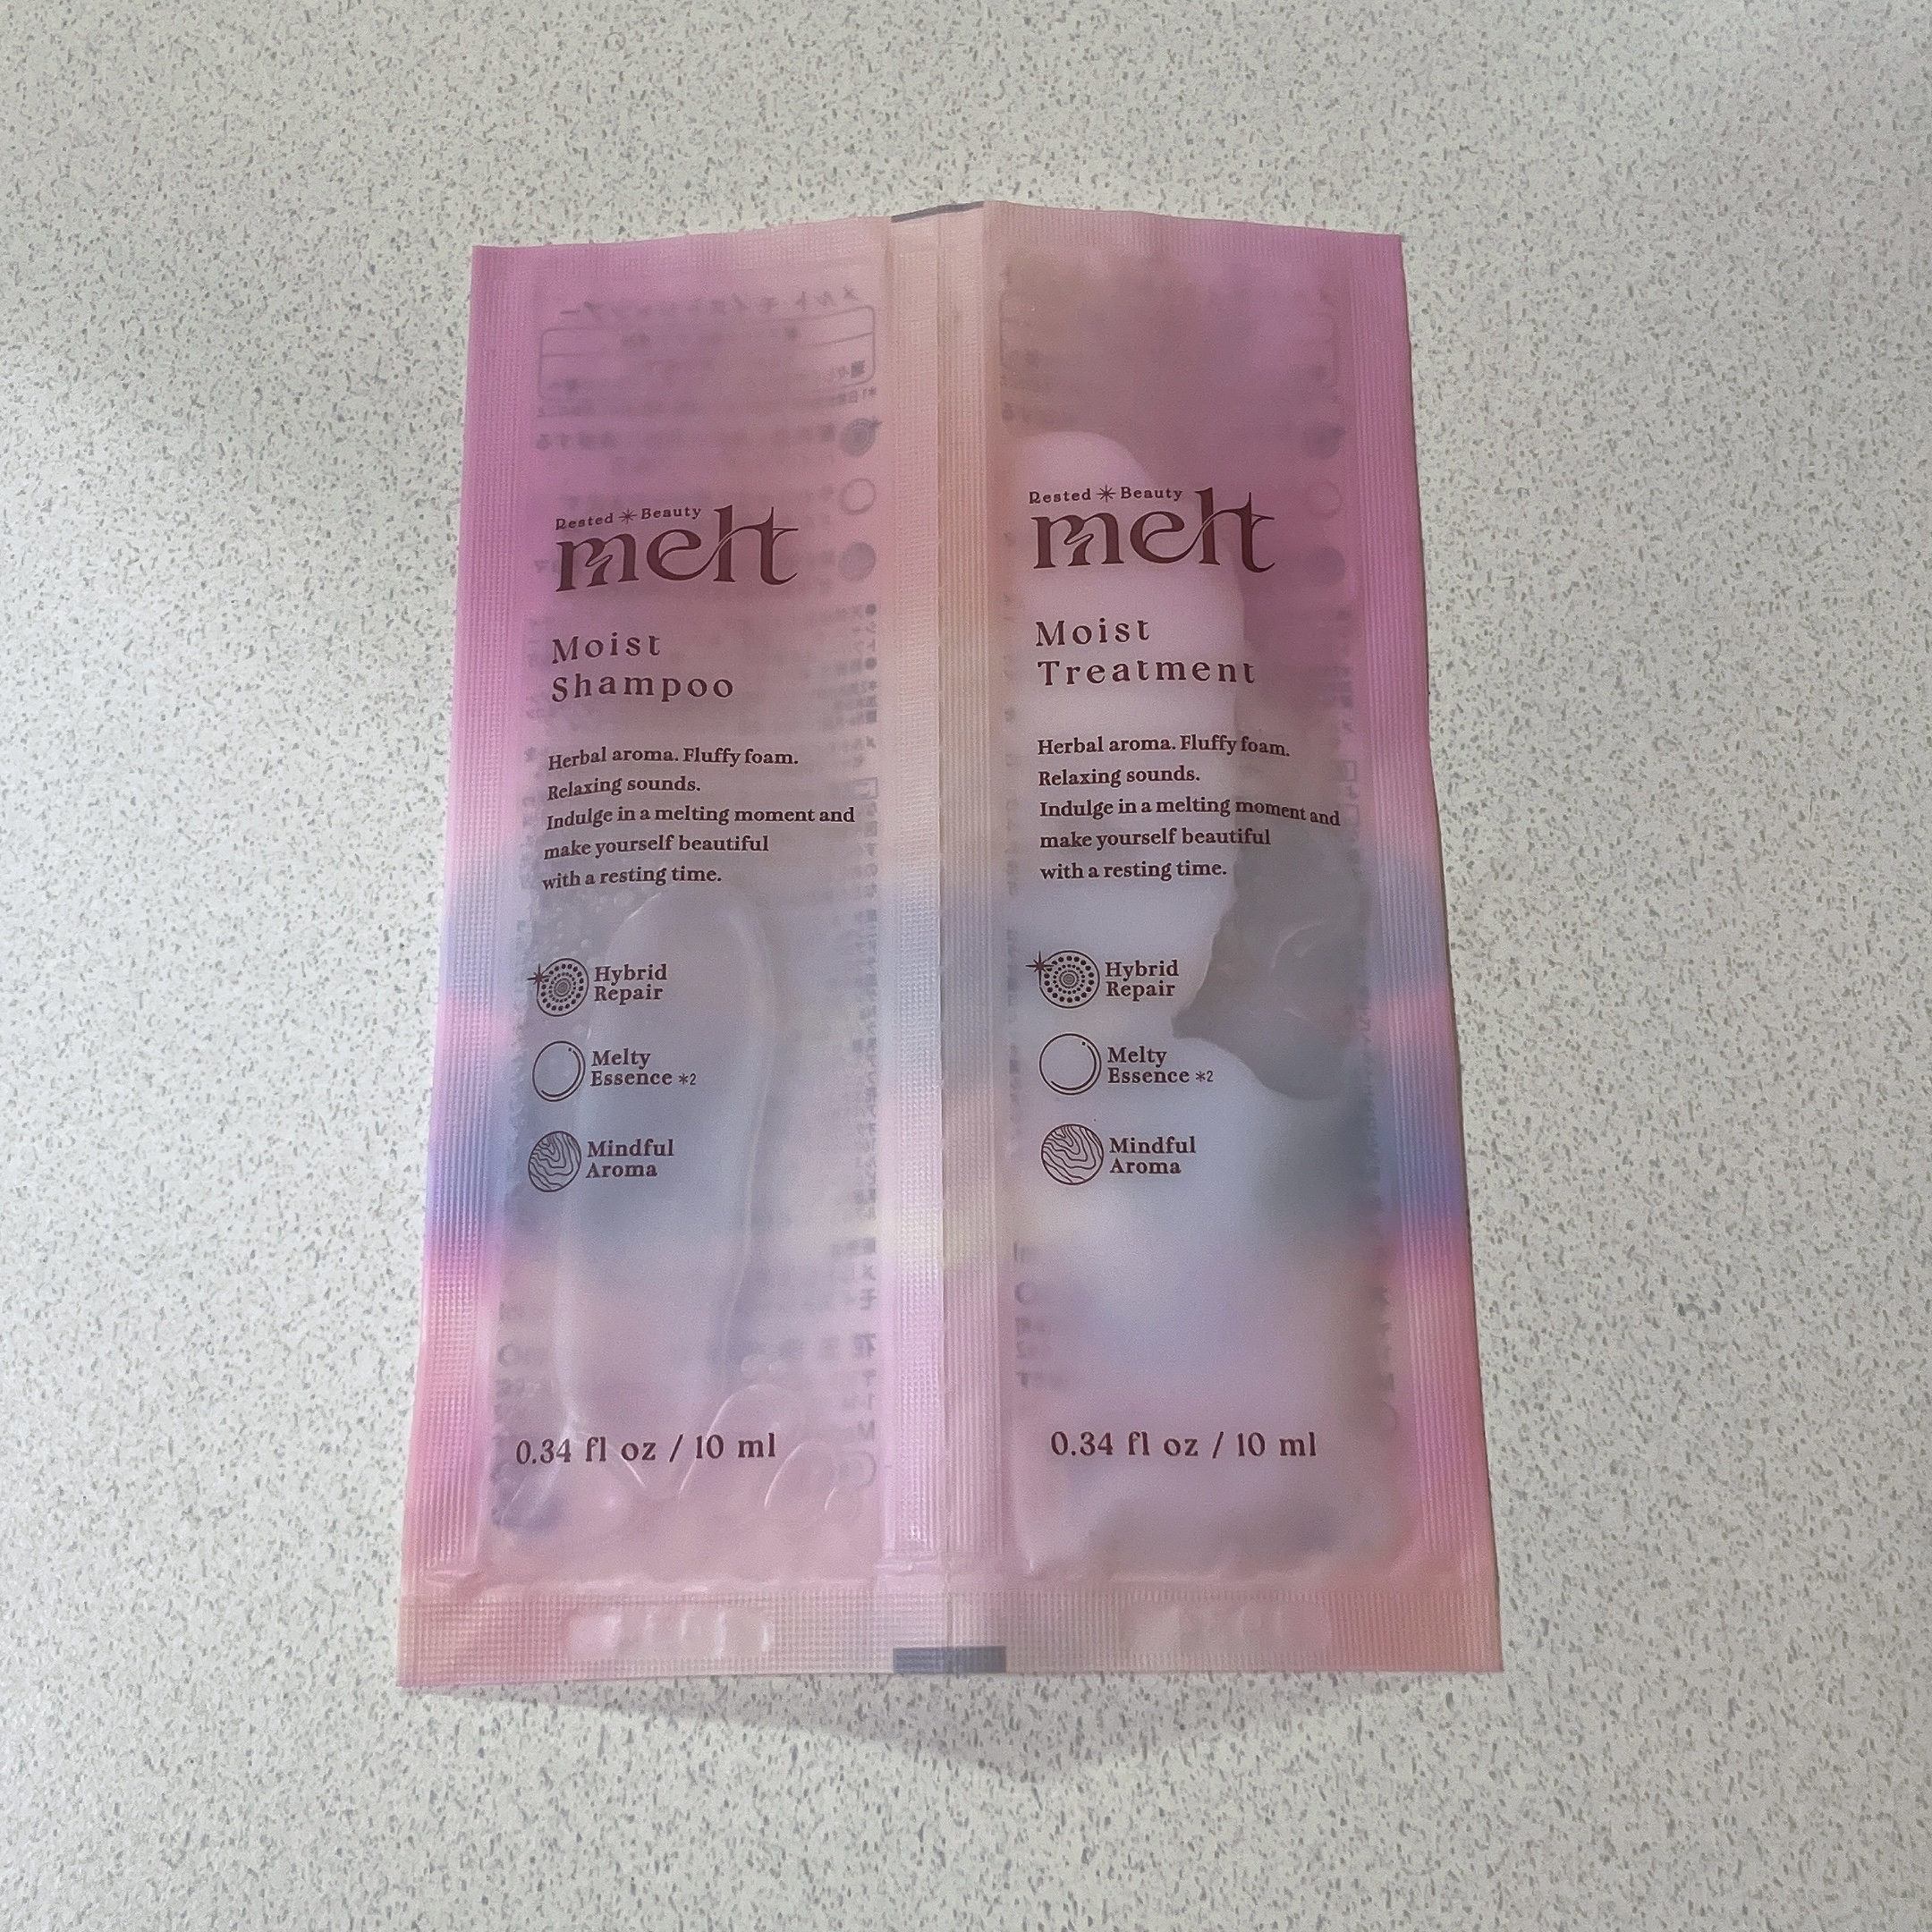 Rested Beauty
melt
Moist
Shampoo
Herbal aroma. Fluffy foam.
Relaxing sounds.
Indulge in a melting moment and
make yourself beautiful
with a resting time.
Hybrid
Repair
Melty
Essence *2
Mindful
Aroma
0.34 fl oz / 10 ml
Rested Beauty
melt
Moist
Treatment
Herbal aroma. Fluffy foam.
Relaxing sounds.
Indulge in a melting moment and
make yourself beautiful
with a resting time.
Hybrid
Repair
Melty
Essence *2
Mindful
Aroma
0.34 fl oz / 10 ml